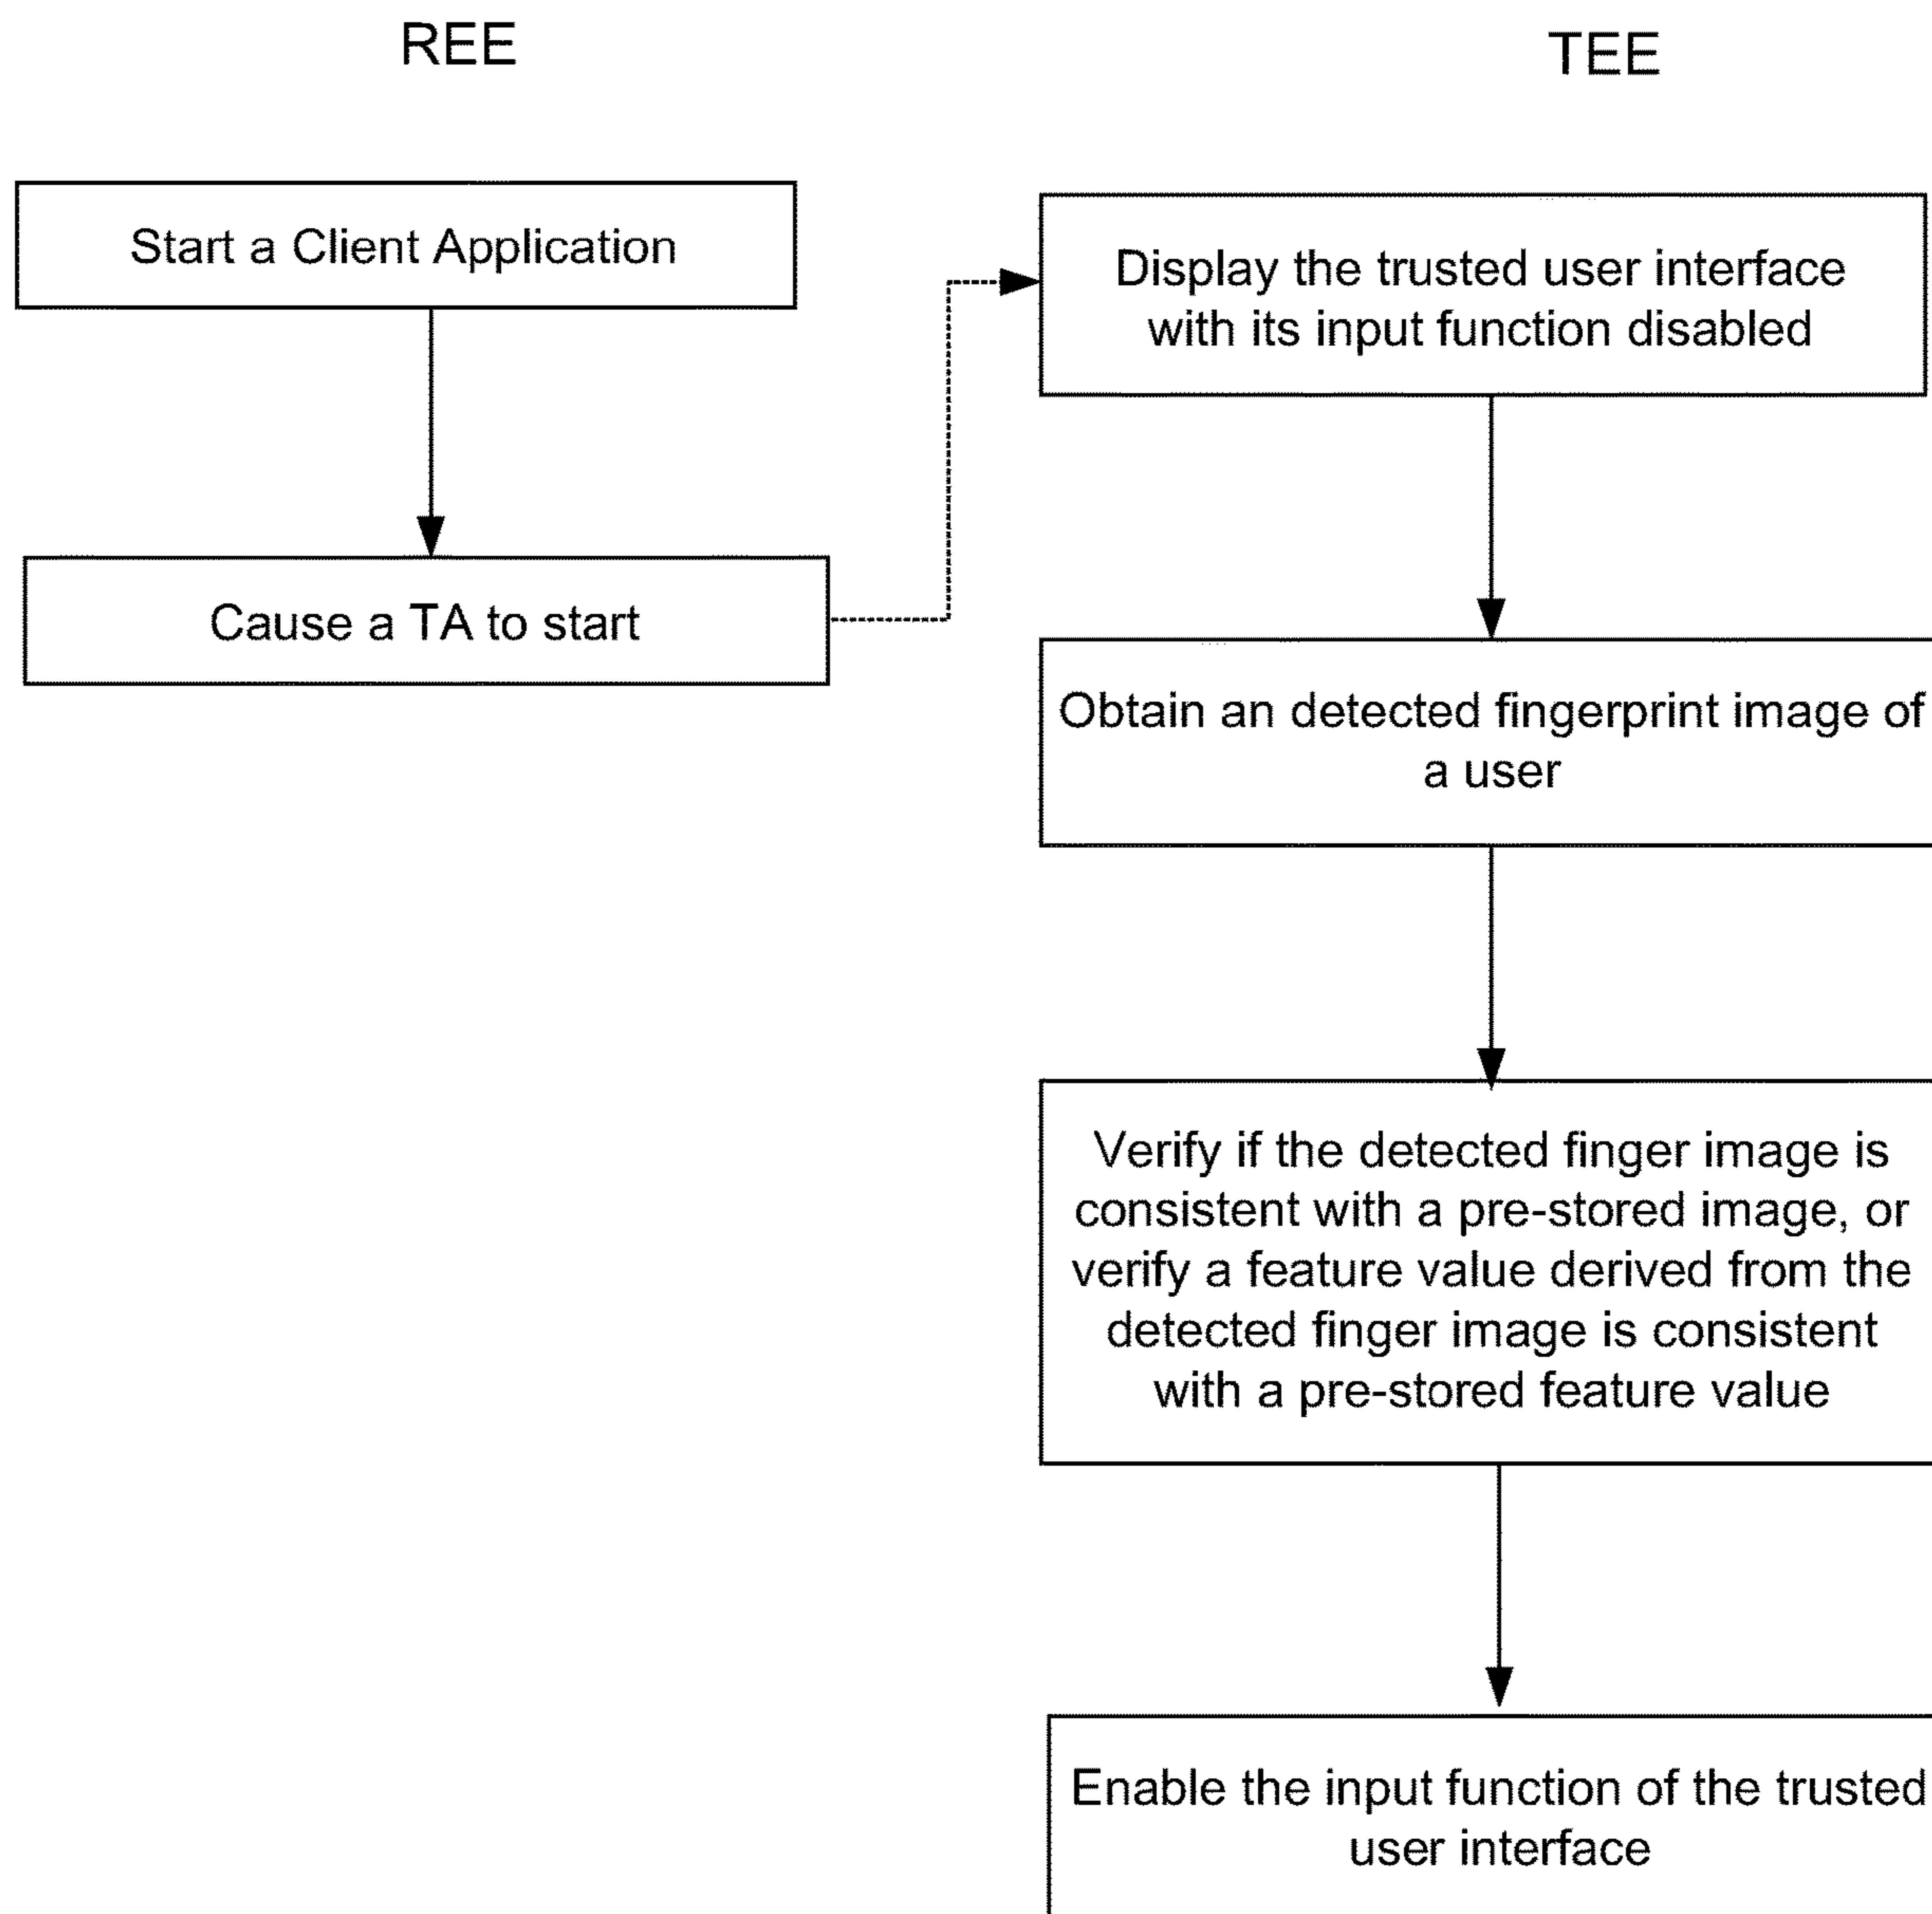 REE
TEE
Start a Client Application
Cause a TA to start
Display the trusted user interface
with its input function disabled
Obtain an detected fingerprint image of
a user
Verify if the detected finger image is
consistent with a pre-stored image, or
verify a feature value derived from the
detected finger image is consistent
with a pre-stored feature value
Enable the input function of the trusted
user interface